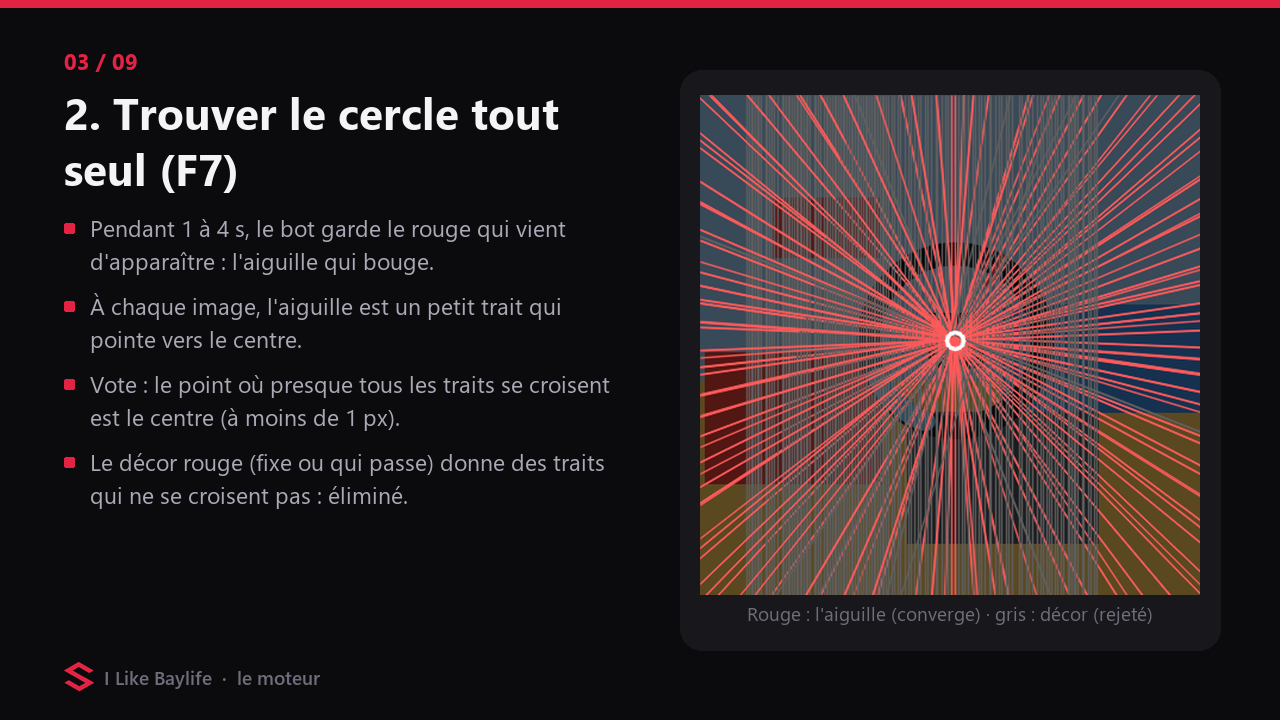 03 / 09
2. Trouver le cercle tout
seul (F7)
Pendant 1 à 4 s, le bot garde le rouge qui vient
d'apparaître : l'aiguille qui bouge.
À chaque image, l'aiguille est un petit trait qui
pointe vers le centre.
Vote : le point où presque tous les traits se croisent
est le centre (à moins de 1 px).
Le décor rouge (fixe ou qui passe) donne des traits
qui ne se croisent pas : éliminé.
Rouge : l'aiguille (converge) · gris : décor (rejeté)
I Like Baylife · le moteur